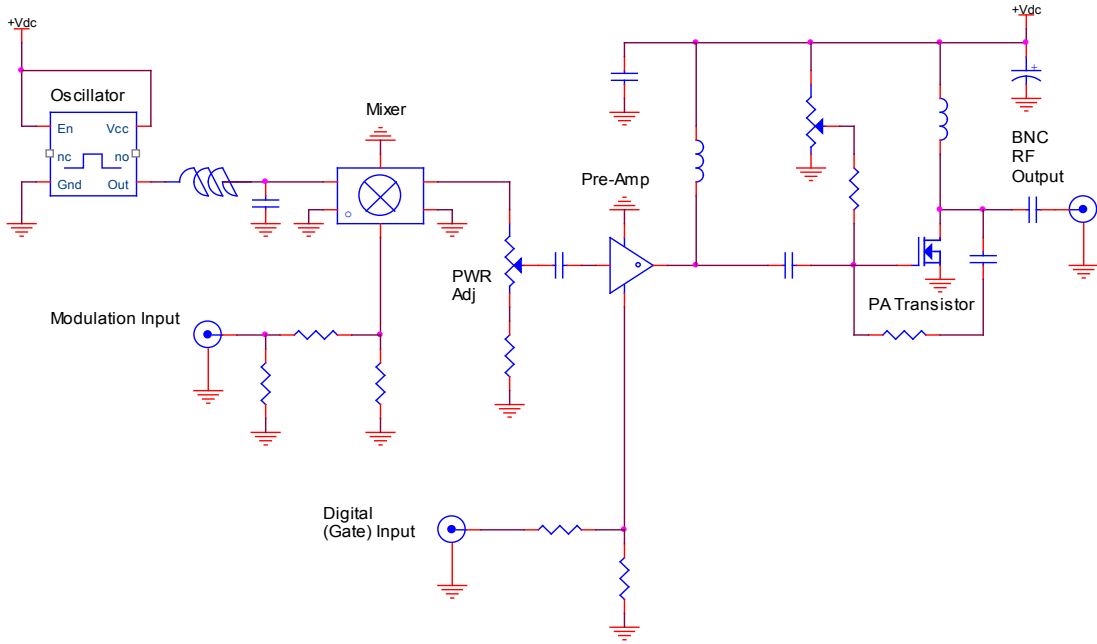 +Vdc
Oscillator
En Vcc
nc no
Gnd Out
Mixer
Modulation Input
PWR
Adj
Pre-Amp
Digital
(Gate) Input
+Vdc
BNC
RF
Output
PA Transistor
+